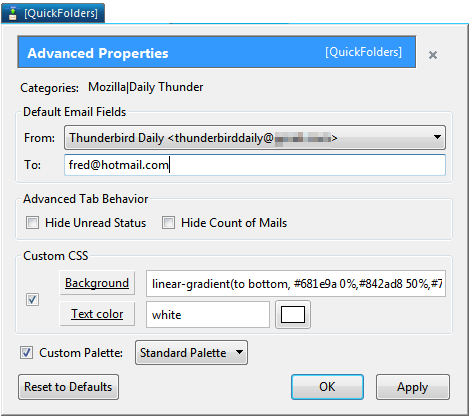 [QuickFolders]
Advanced Properties [QuickFolders]
Categories: Mozilla|Daily Thunder
Default Email Fields
From: Thunderbird Daily <thunderbirddaily@ >
To: fred@hotmail.com
Advanced Tab Behavior
Hide Unread Status Hide Count of Mails
Custom CSS
Background linear-gradient(to bottom, #681e9a 0%,#842ad8 50%,#7
Text color white
Custom Palette: Standard Palette
Reset to Defaults OK Apply